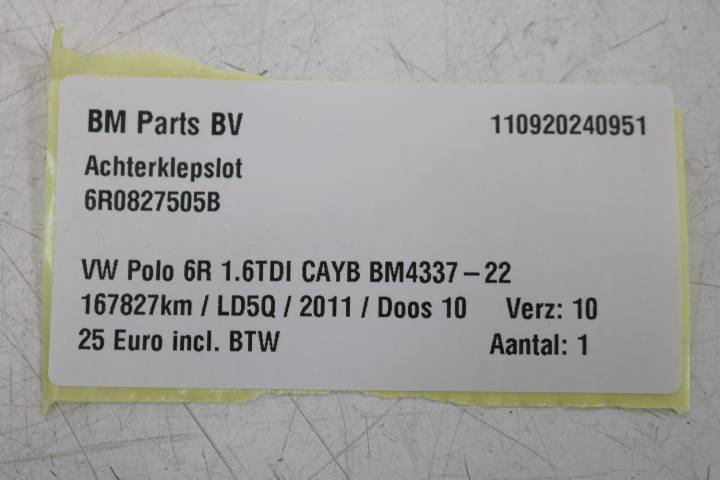 BM Parts BV 110920240951
Achterklepslot
6R0827505B
VW Polo 6R 1.6TDI CAYB BM4337-22
167827km / LD5Q / 2011 / Doos 10 Verz: 10
25 Euro incl. BTW Aantal: 1